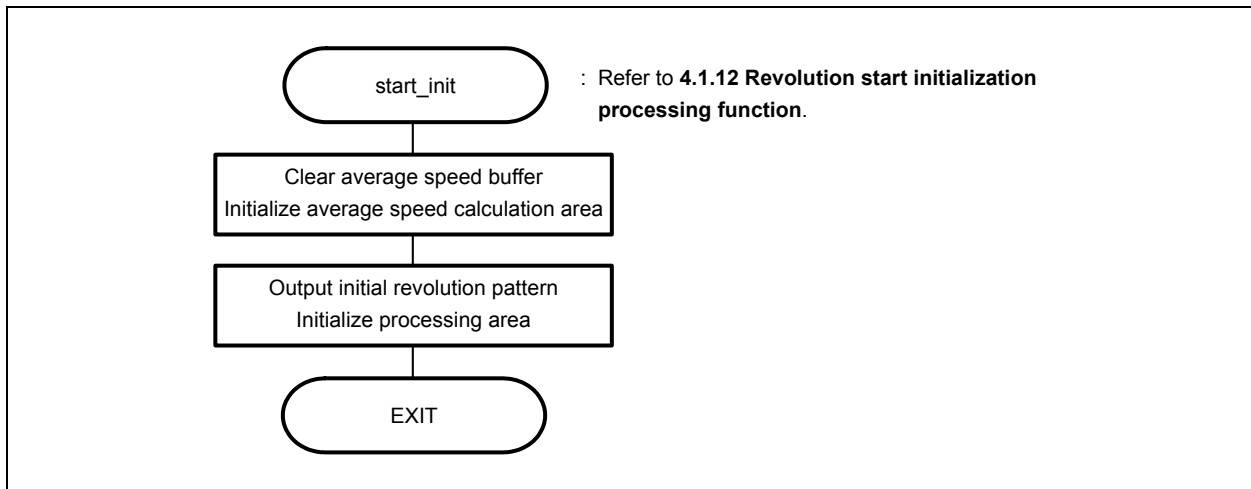 start_init
: Refer to 4.1.12 Revolution start initialization
processing function.
Clear average speed buffer
Initialize average speed calculation area
Output initial revolution pattern
Initialize processing area
EXIT